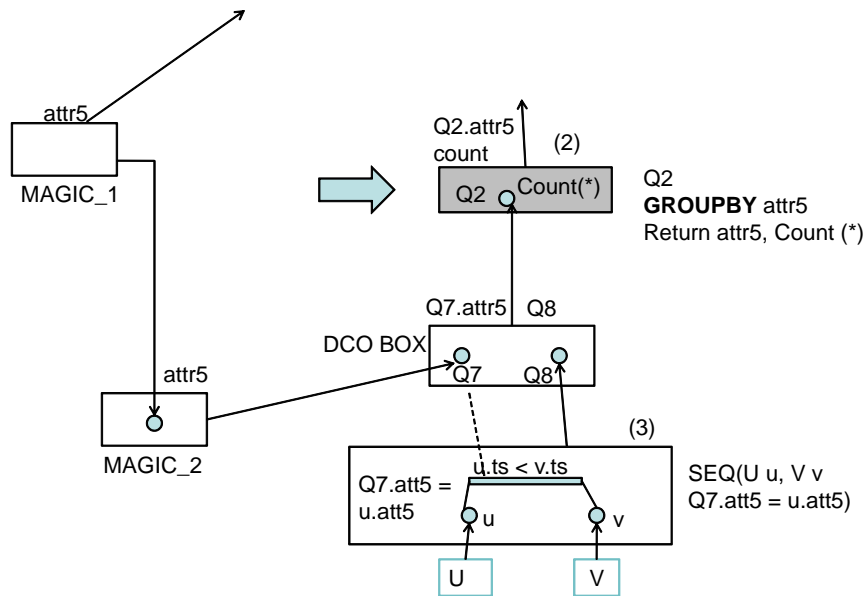 attr5
MAGIC_1
Q2.attr5
count
(2)
Q2
Count(*)
Q2
GROUPBY attr5
Return attr5, Count (*)
Q7.attr5
Q8
DCO BOX
Q7
Q8
attr5
MAGIC_2
(3)
u.ts < v.ts
Q7.att5 =
u.att5
u
v
SEQ(U u, V v
Q7.att5 = u.att5)
U
V